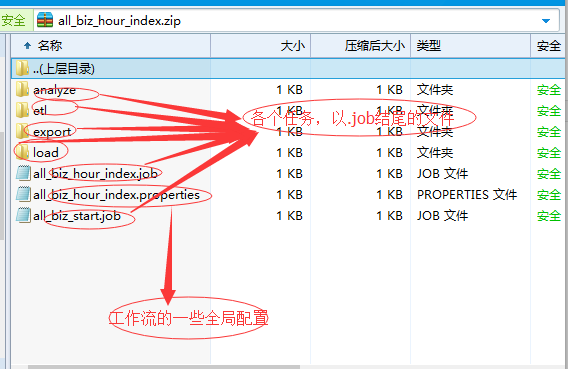 安全 all_biz_hour_index.zip
名称 大小 压缩后大小 类型 安全
..(上层目录)
analyze 1 KB 1 KB 文件夹 安全
etl 1 KB 1 KB 文件夹 安全
各个任务，以.job结尾的文件
export 1 KB 1 KB 文件夹 安全
load 1 KB 1 KB 文件夹 安全
all_biz_hour_index.job 1 KB 1 KB JOB 文件 安全
all_biz_hour_index.properties 1 KB 1 KB PROPERTIES 文件 安全
all_biz_start.job 1 KB 1 KB JOB 文件 安全
工作流的一些全局配置